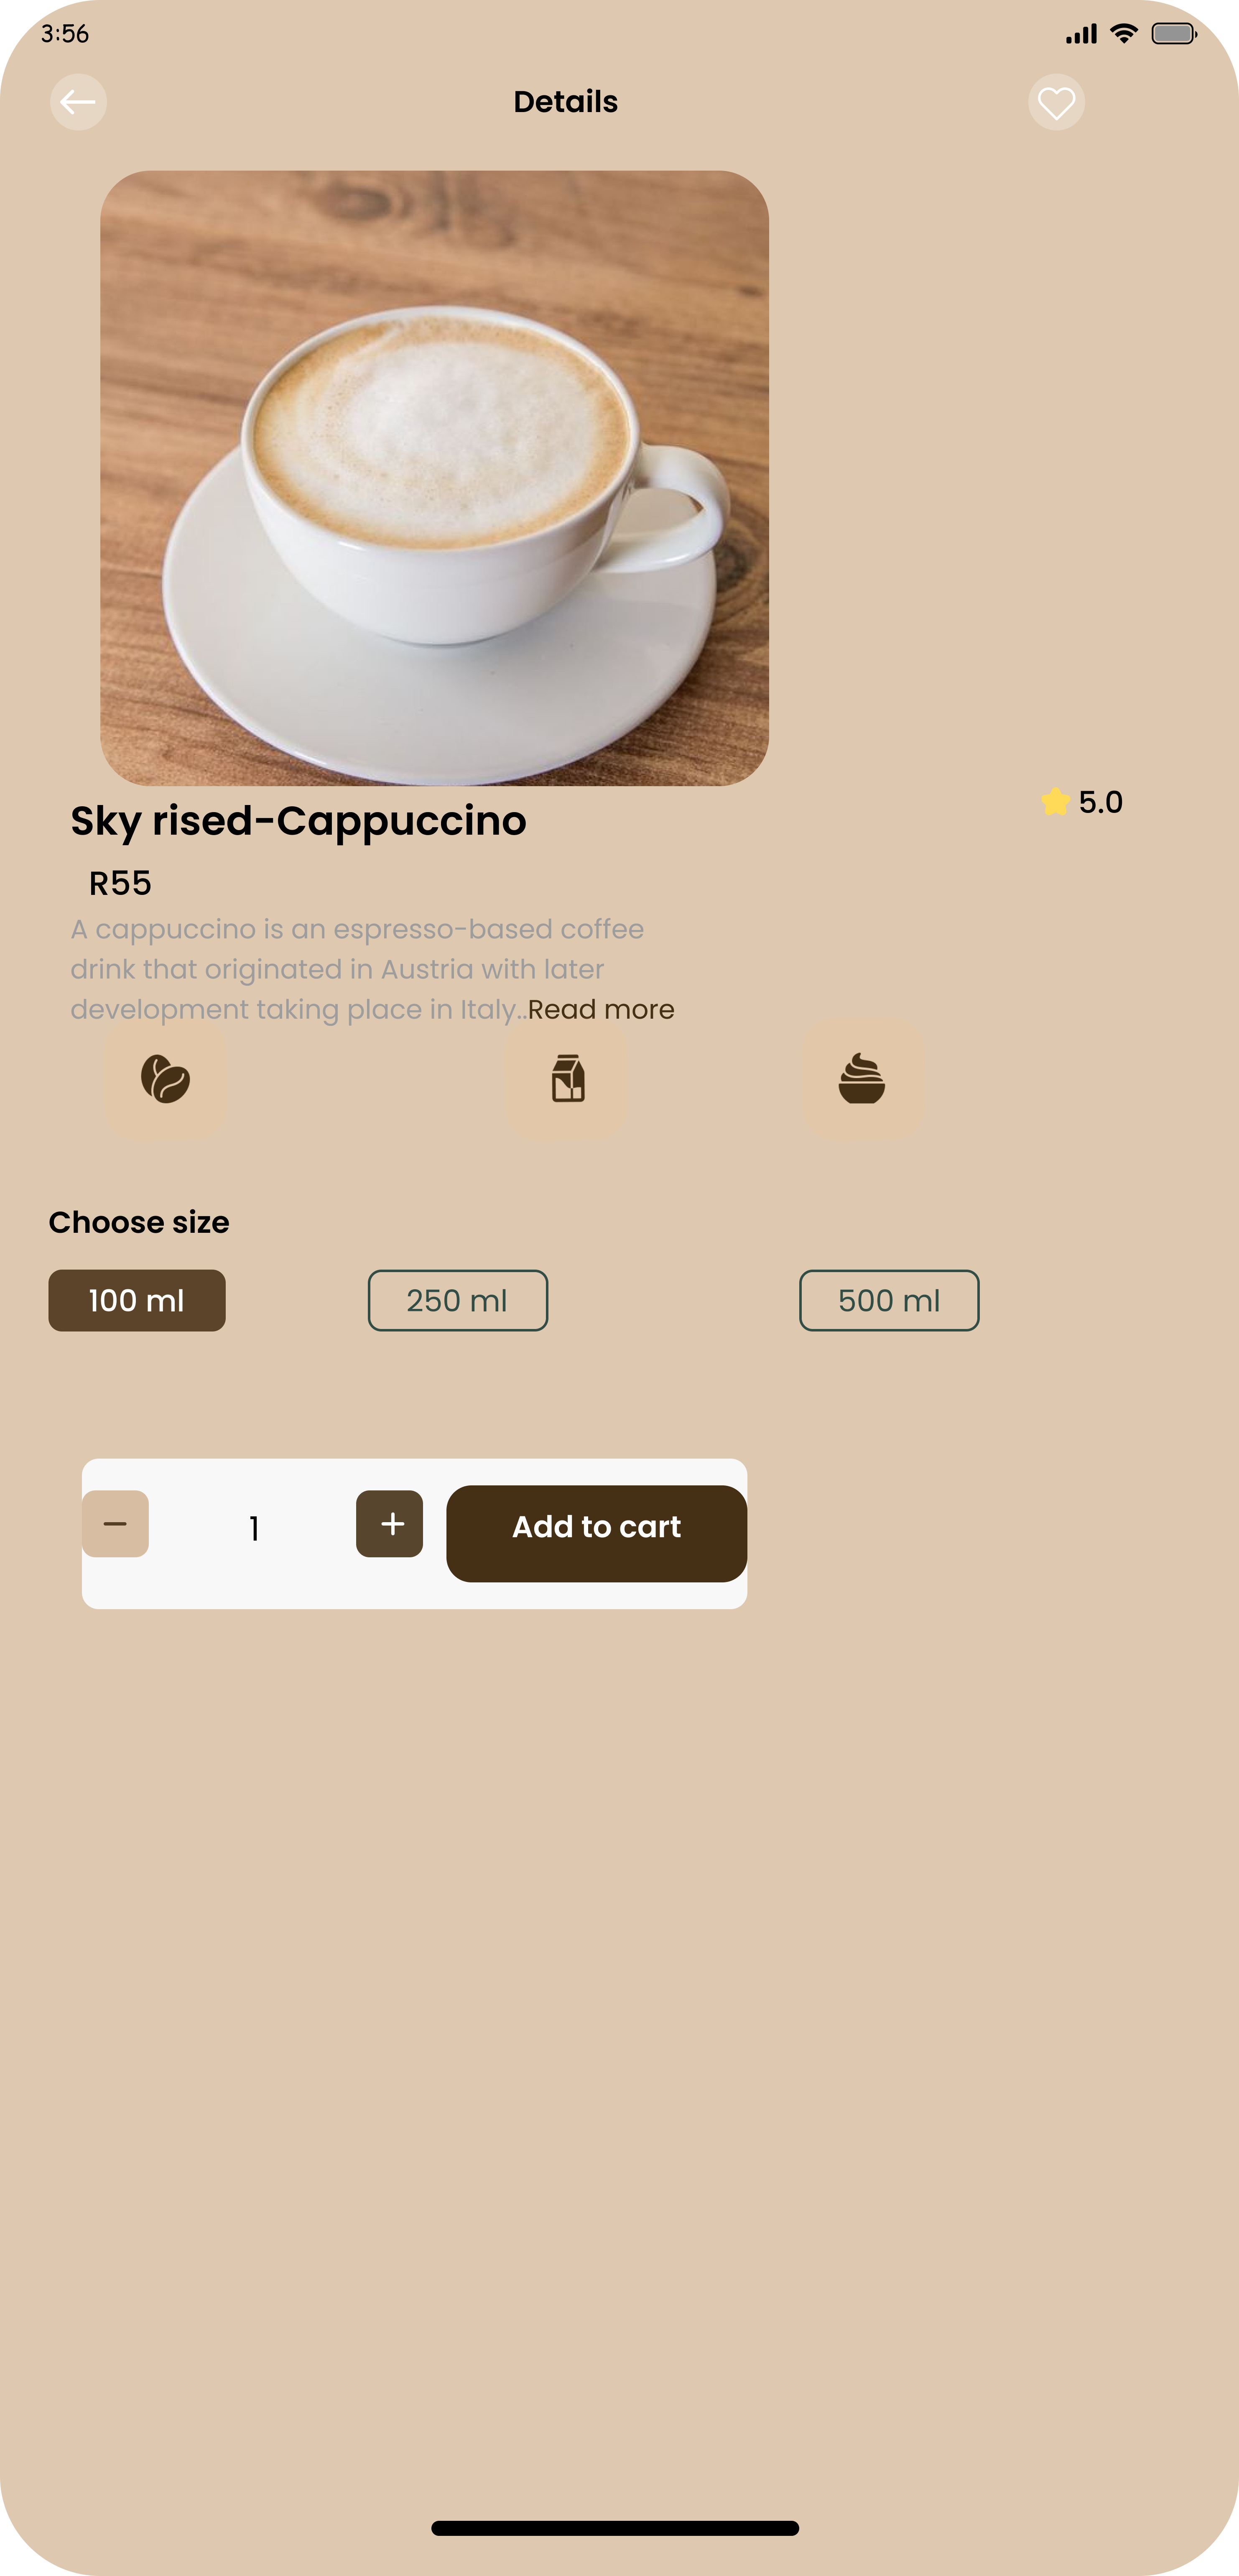 3:56
Details
Sky rised-Cappuccino
5.0
R55
A cappuccino is an espresso-based coffee
drink that originated in Austria with later
development taking place in Italy..Read more
Choose size
100 ml
250 ml
500 ml
1
Add to cart